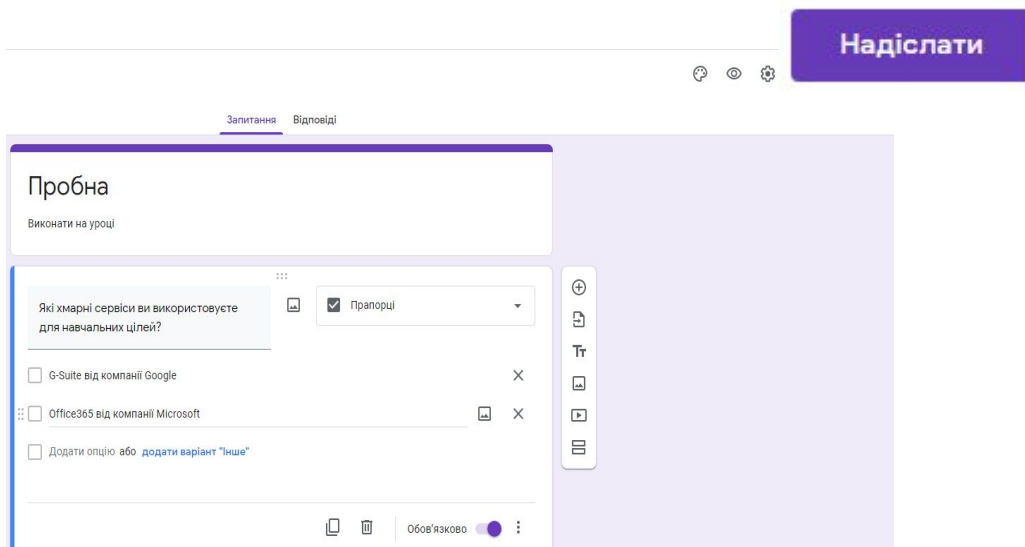 Надіслати
Запитання Відповіді
Пробна
Виконати на уроці
Які хмарні сервіси ви використовуєте
для навчальних цілей?
Прапорці
G-Suite від компанії Google
Office365 від компанії Microsoft
Додати опцію або додати варіант "Інше"
Обов'язково